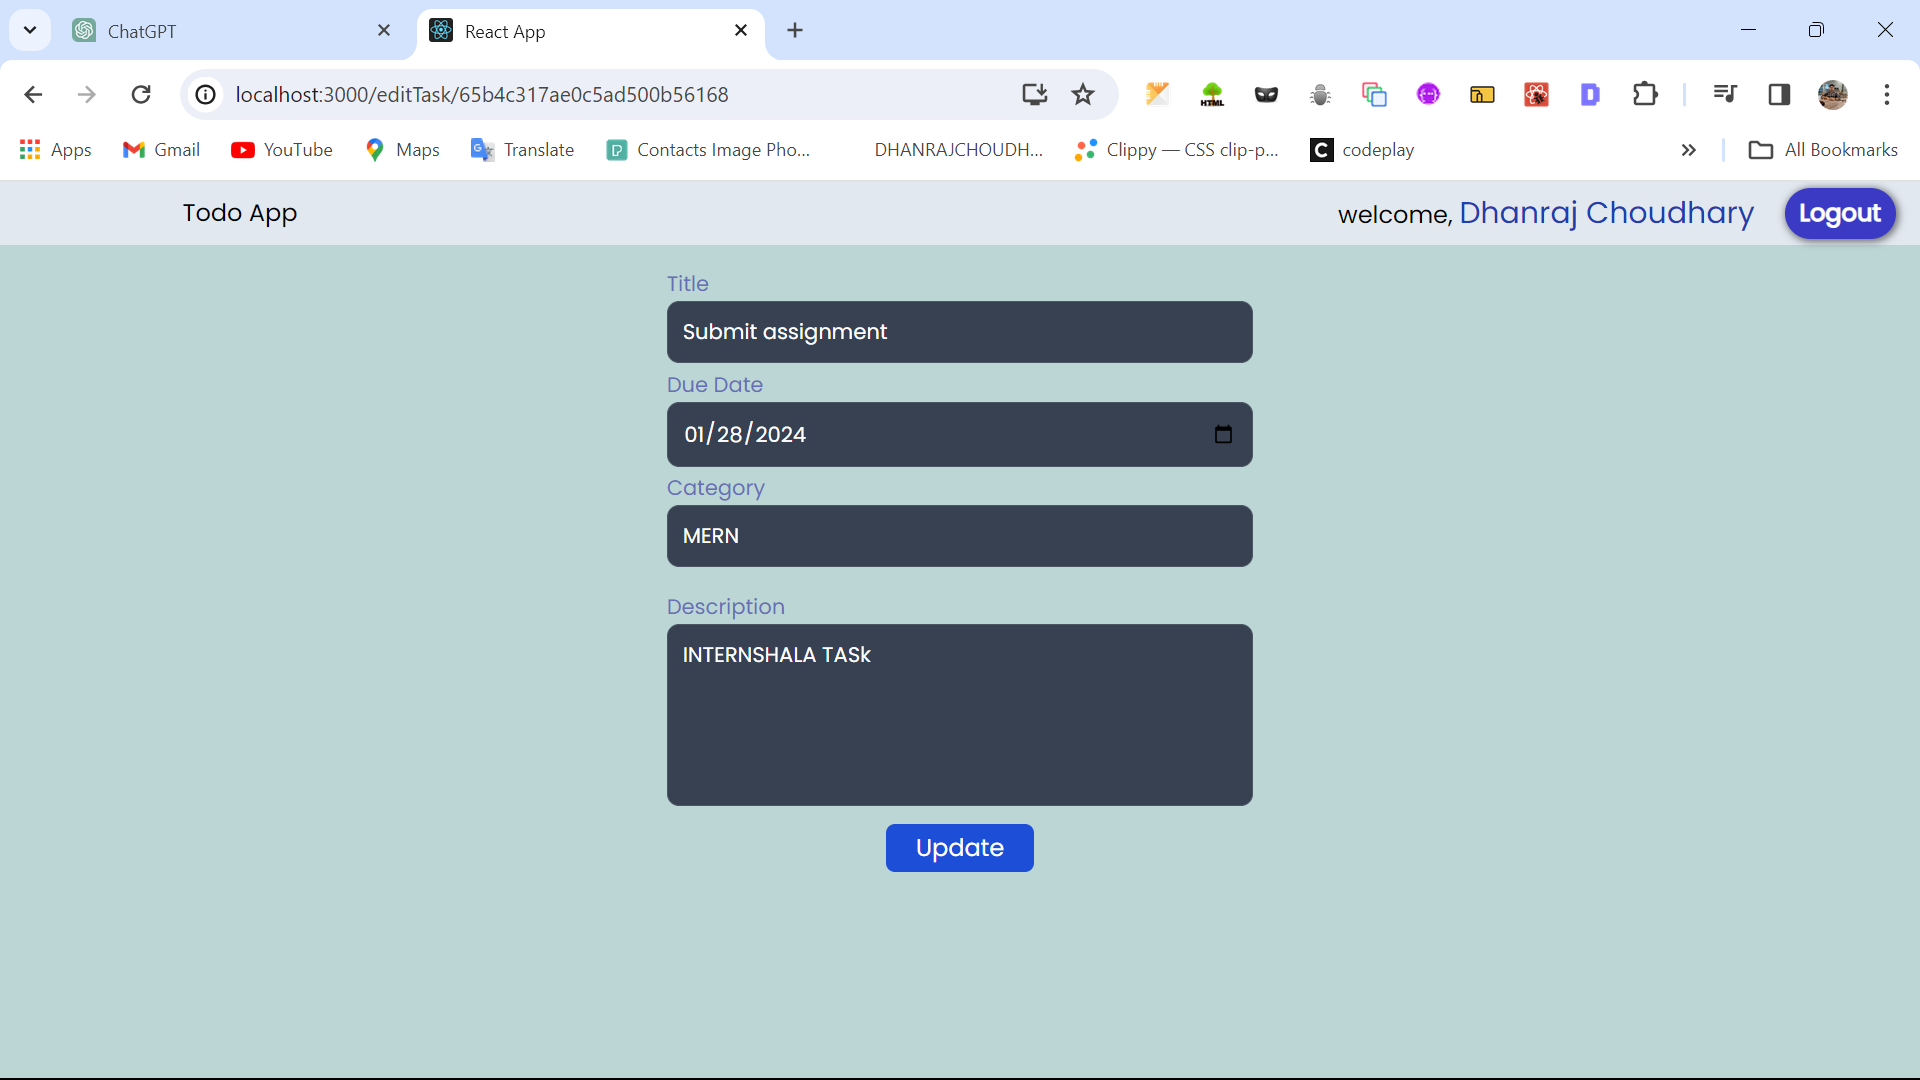 ChatGPT
React App
localhost:3000/editTask/65b4c317ae0c5ad500b56168
HTML
Apps
Gmail
YouTube
Maps
Translate
Contacts Image Pho...
DHANRAJCHOUDH...
Clippy — CSS clip-p...
codeplay
All Bookmarks
Todo App
welcome, Dhanraj Choudhary
Logout
Title
Submit assignment
Due Date
01/28/2024
Category
MERN
Description
INTERNSHALA TASk
Update